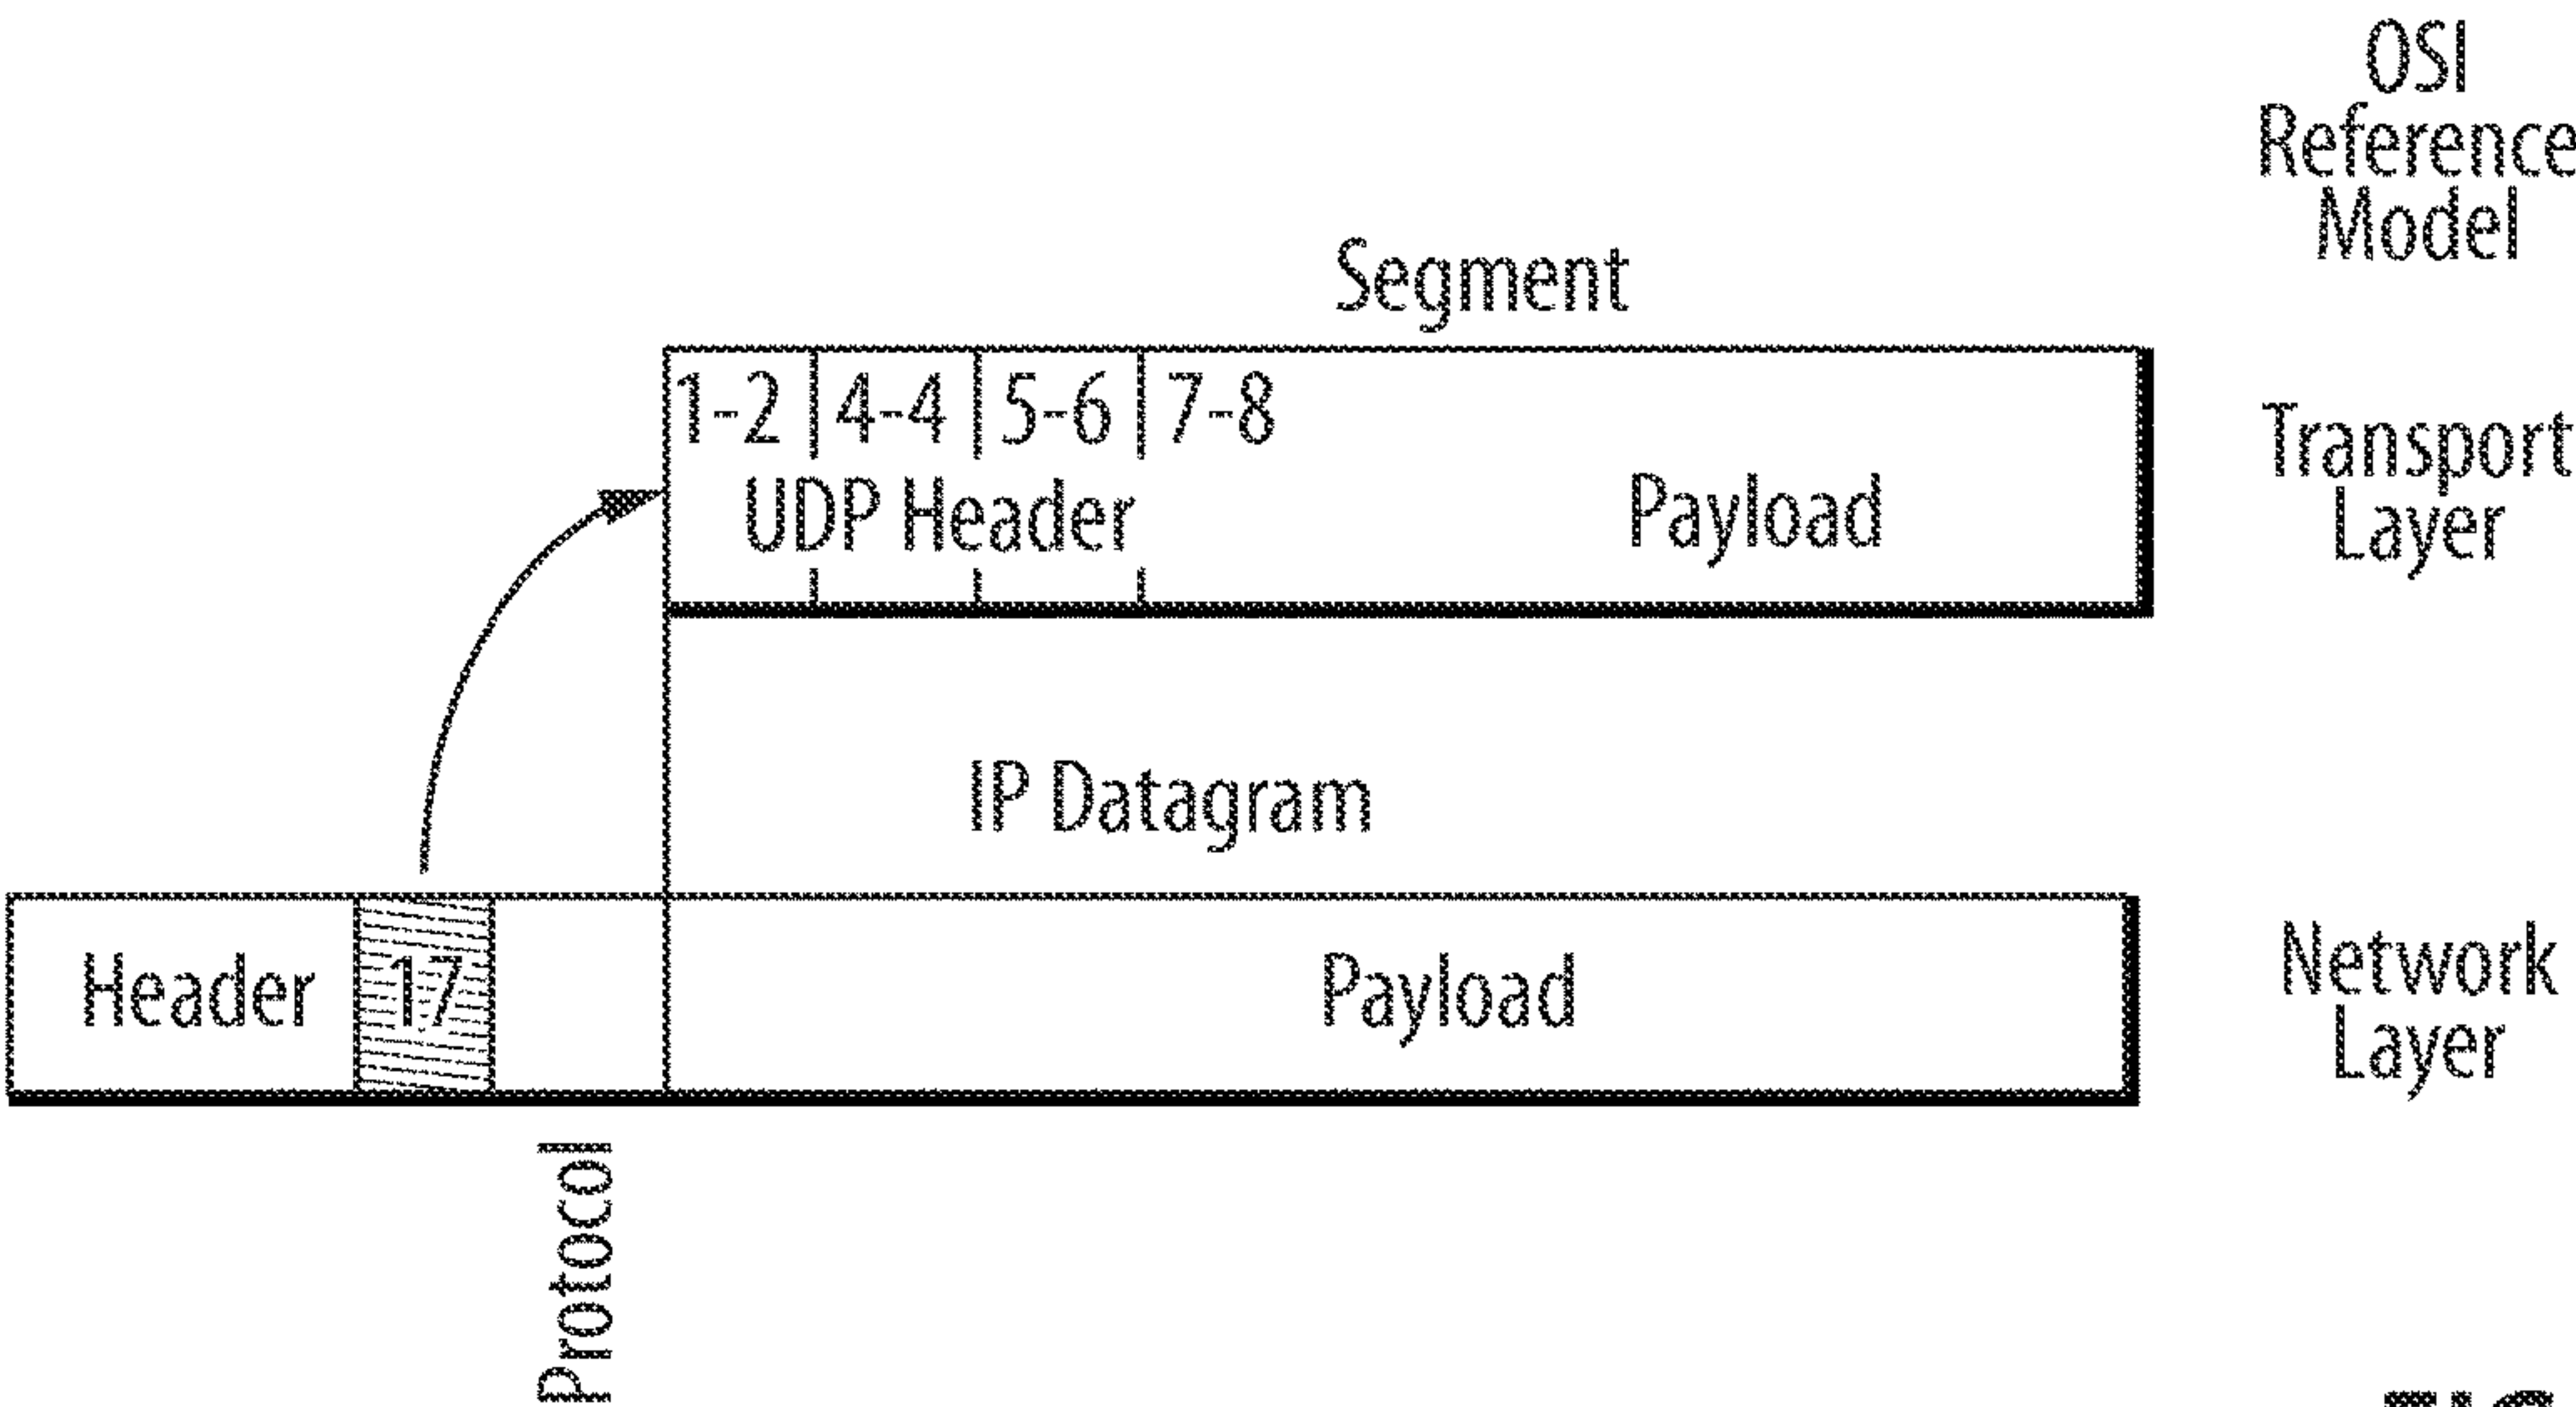 OSI
Reference
Model
Segment
1-2 4-4 5-6 7-8
UDP Header
Payload
Transport
Layer
IP Datagram
Header
17
Payload
Network
Layer
Protocol